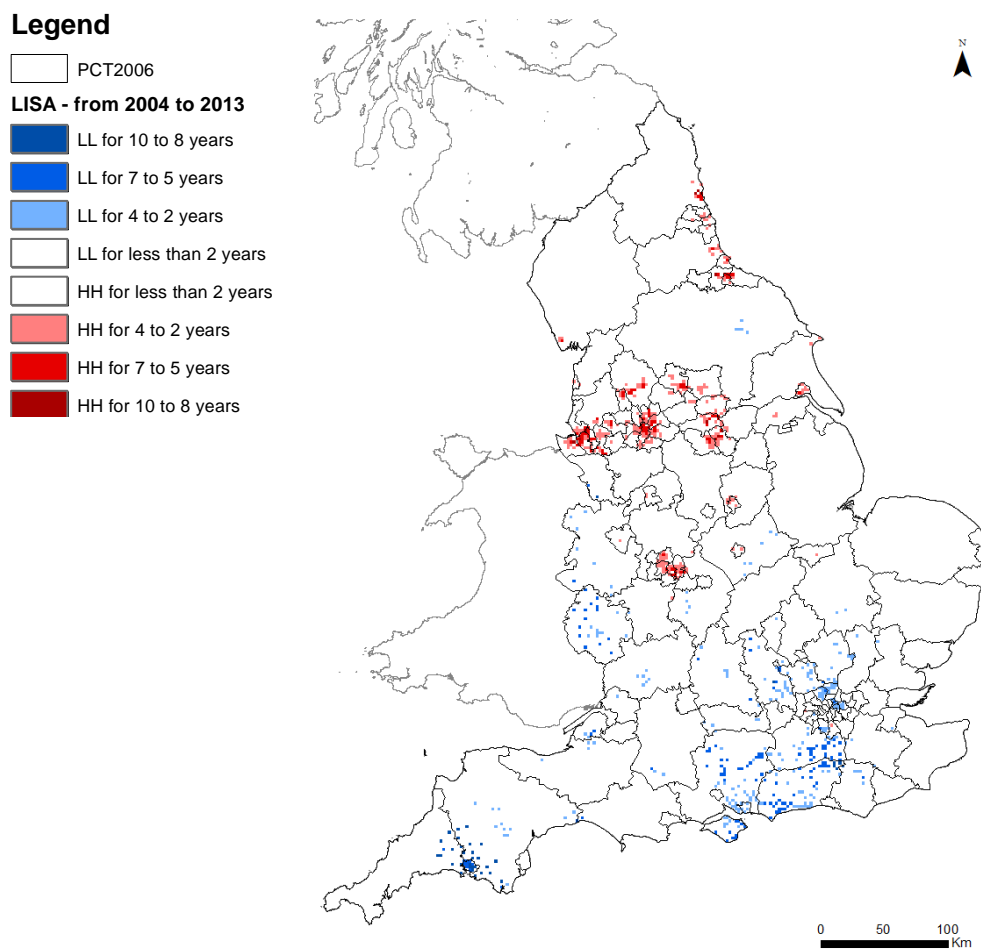 Legend
PCT2006
LISA - from 2004 to 2013
LL for 10 to 8 years
LL for 7 to 5 years
LL for 4 to 2 years
LL for less than 2 years
HH for less than 2 years
HH for 4 to 2 years
HH for 7 to 5 years
HH for 10 to 8 years
N
0 50 100
Km